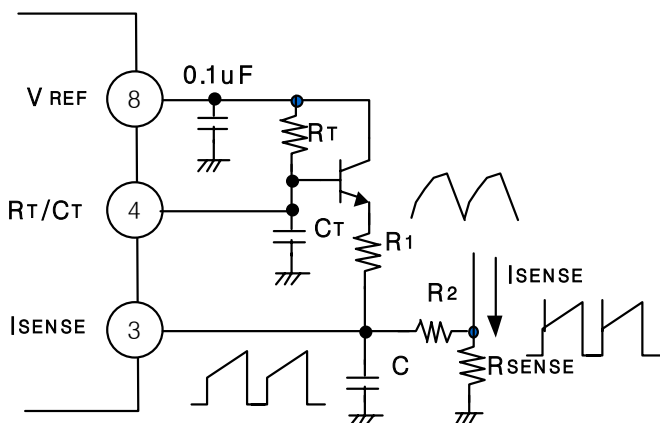 VREF 8 0.1uF
RT
RT/CT 4
CT
R1
R2 ISENSE
ISENSE 3
C RSENSE